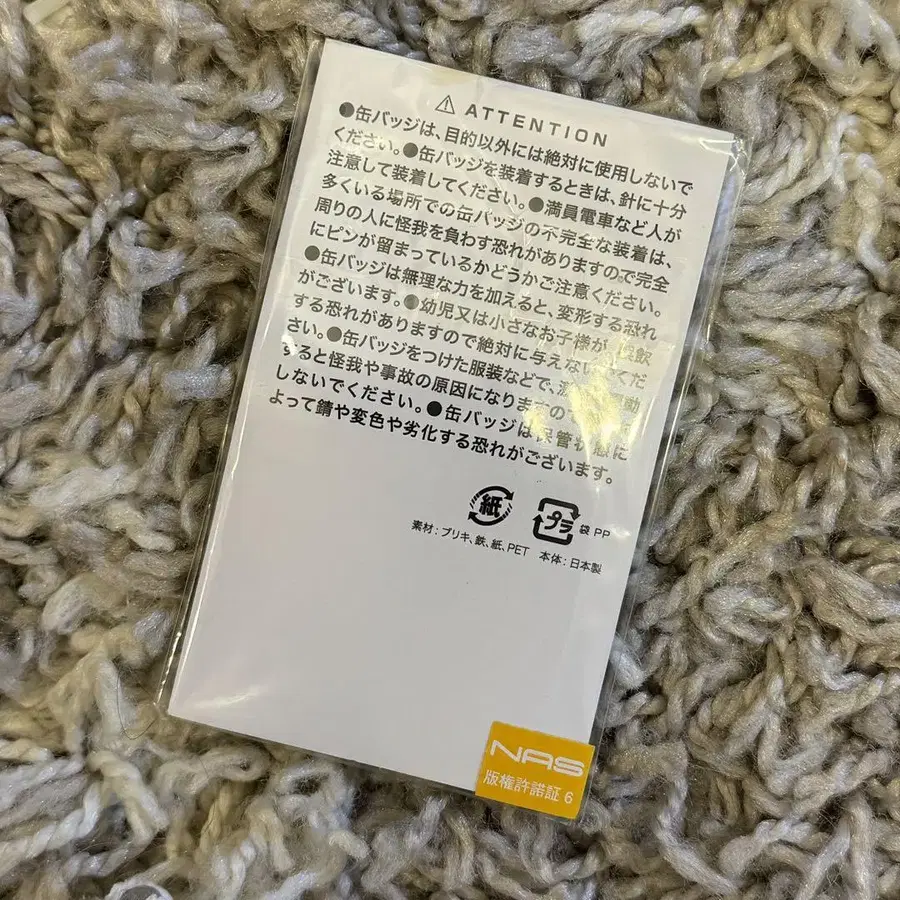 ⚠ ATTENTION
●缶バッジは、目的以外には絶対に使用しないで
ください。●缶バッジを装着するときは、針に十分
注意して装着してください。●満員電車など人が
多くいる場所での缶バッジの不完全な装着は、
周りの人に怪我を負わす恐れがありますので完全
にピンが留まっているかどうかご注意ください。
●缶バッジは無理な力を加えると、変形する恐れ
がございます。●幼児又は小さなお子様が、誤飲
する恐れがありますので絶対に与えない くだ
さい。●缶バッジをつけた服装などで、 動
すると怪我や事故の原因になりますので
しないでください。●缶バッジは保管状態に
よって錆や変色や劣化する恐れがございます。
紙
プラ 袋 PP
素材：ブリキ、鉄、紙、PET 本体：日本製
NAS
版権許諾証 6